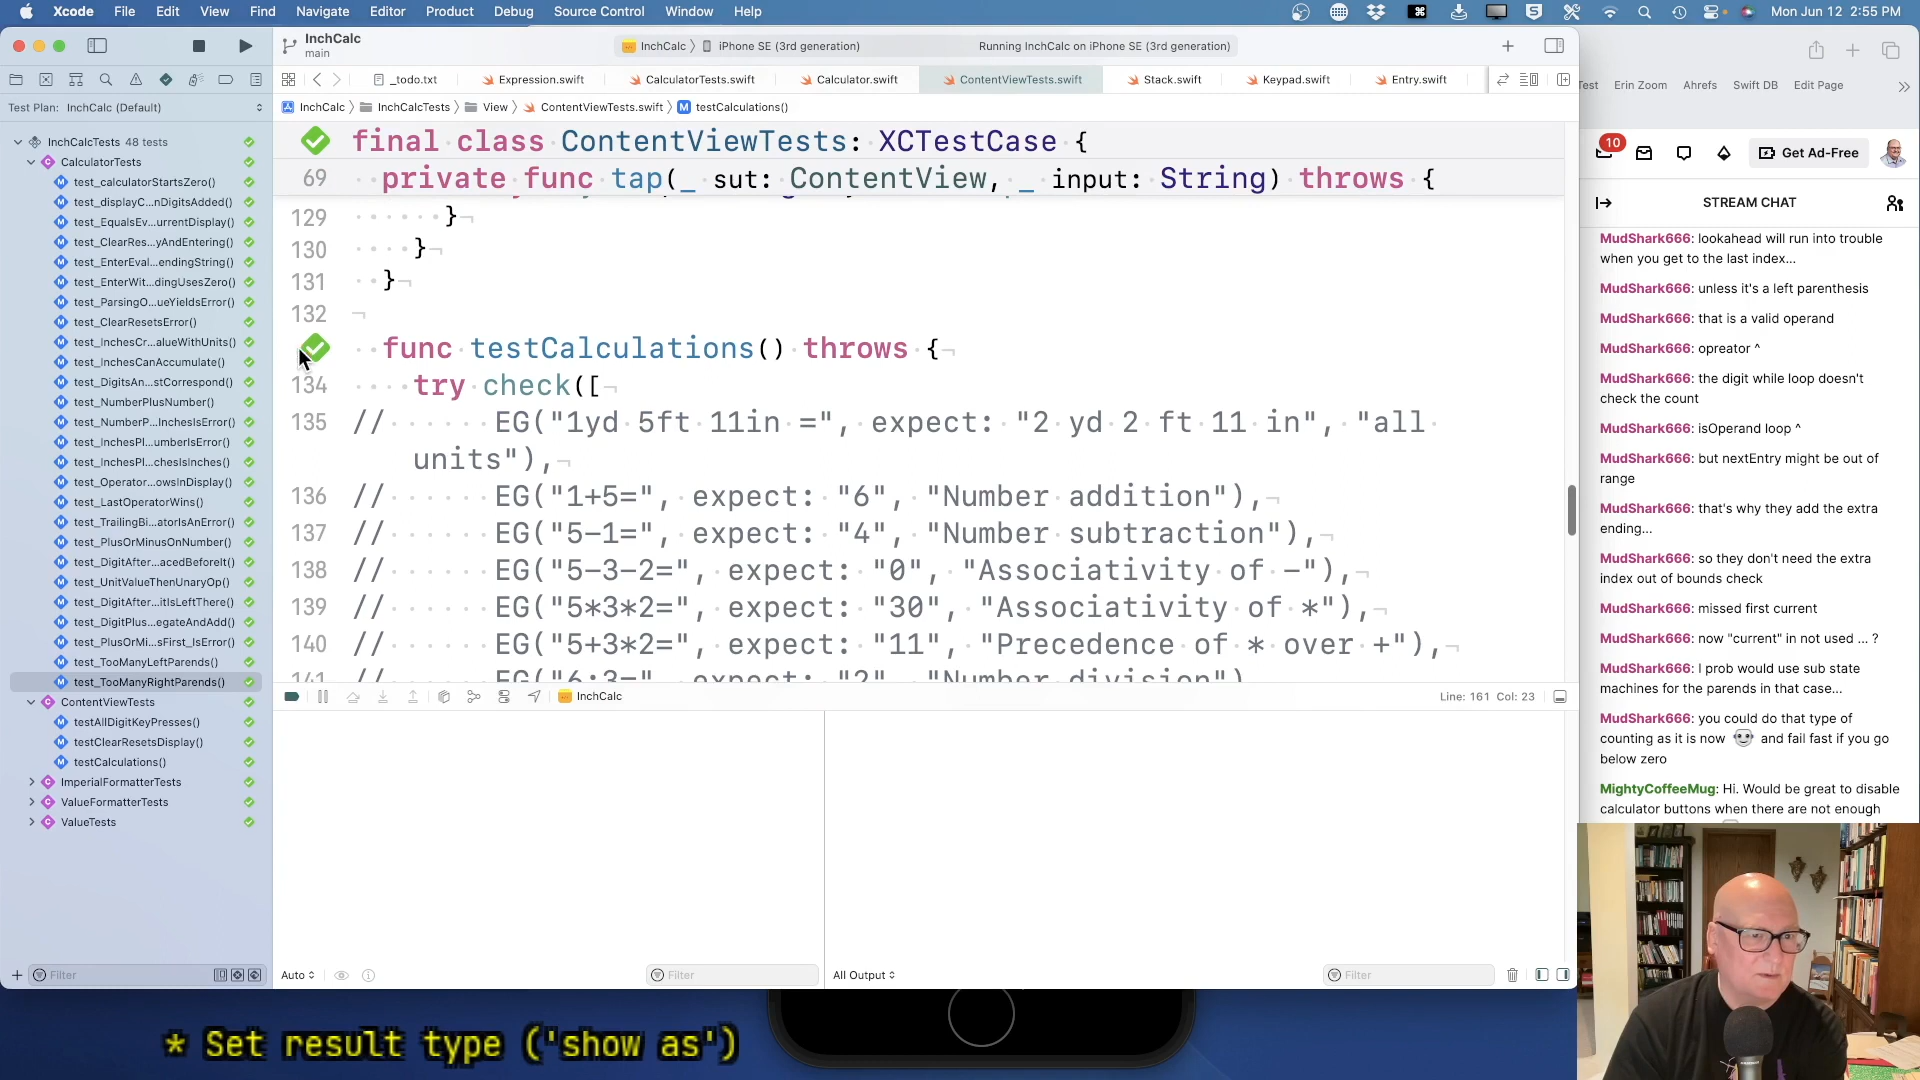 Xcode File Edit View Find Navigate Editor Product Debug Source Control Window Help
Mon Jun 12 2:55 PM
InchCalc
main
InchCalc 〉 iPhone SE (3rd generation)
Running InchCalc on iPhone SE (3rd generation)
_todo.txt Expression.swift CalculatorTests.swift Calculator.swift ContentViewTests.swift Stack.swift Keypad.swift Entry.swift
Test Plan: InchCalc (Default)
InchCalc 〉 InchCalcTests 〉 View 〉 ContentViewTests.swift 〉 M testCalculations()
InchCalcTests 48 tests
CalculatorTests
test_calculatorStartsZero()
test_displayC...nDigitsAdded()
test_EqualsEv...urrentDisplay()
test_ClearRes...yAndEntering()
test_EnterEval...endingString()
test_EnterWit...dingUsesZero()
test_ParsingO...ueYieldsError()
test_ClearResetsError()
test_InchesCr...alueWithUnits()
test_InchesCanAccumulate()
test_DigitsAn...stCorrespond()
test_NumberPlusNumber()
test_NumberP...InchesIsError()
test_InchesPl...umberIsError()
test_InchesPl...chesIsInches()
test_Operator...owsInDisplay()
test_LastOperatorWins()
test_TrailingBi...atorIsAnError()
test_PlusOrMinusOnNumber()
test_DigitAfter...acedBeforeIt()
test_UnitValueThenUnaryOp()
test_DigitAfter...itIsLeftThere()
test_DigitPlus...egateAndAdd()
test_PlusOrMi...sFirst_IsError()
test_TooManyLeftParends()
test_TooManyRightParends()
ContentViewTests
testAllDigitKeyPresses()
testClearResetsDisplay()
testCalculations()
ImperialFormatterTests
ValueFormatterTests
ValueTests
Filter
final class ContentViewTests: XCTestCase {
69 private func tap(_ sut: ContentView, _ input: String) throws {
129 }
130 }
131 }
132
func testCalculations() throws {
134 try check([
135 // EG("1yd 5ft 11in =", expect: "2 yd 2 ft 11 in", "all
units"),
136 // EG("1+5=", expect: "6", "Number addition"),
137 // EG("5-1=", expect: "4", "Number subtraction"),
138 // EG("5-3-2=", expect: "0", "Associativity of -"),
139 // EG("5*3*2=", expect: "30", "Associativity of *"),
140 // EG("5+3*2=", expect: "11", "Precedence of * over +"),
141 // EG("6:3=", expect: "2", "Number division"),
InchCalc
Line: 161 Col: 23
Auto
Filter
All Output
Filter
Test Erin Zoom Ahrefs Swift DB Edit Page
10
Get Ad-Free
STREAM CHAT
MudShark666: lookahead will run into trouble
when you get to the last index...
MudShark666: unless it's a left parenthesis
MudShark666: that is a valid operand
MudShark666: opreator ^
MudShark666: the digit while loop doesn't
check the count
MudShark666: isOperand loop ^
MudShark666: but nextEntry might be out of
range
MudShark666: that's why they add the extra
ending...
MudShark666: so they don't need the extra
index out of bounds check
MudShark666: missed first current
MudShark666: now "current" in not used ... ?
MudShark666: I prob would use sub state
machines for the parends in that case...
MudShark666: you could do that type of
counting as it is now and fail fast if you go
below zero
MightyCoffeeMug: Hi. Would be great to disable
calculator buttons when there are not enough
* Set result type ('show as')